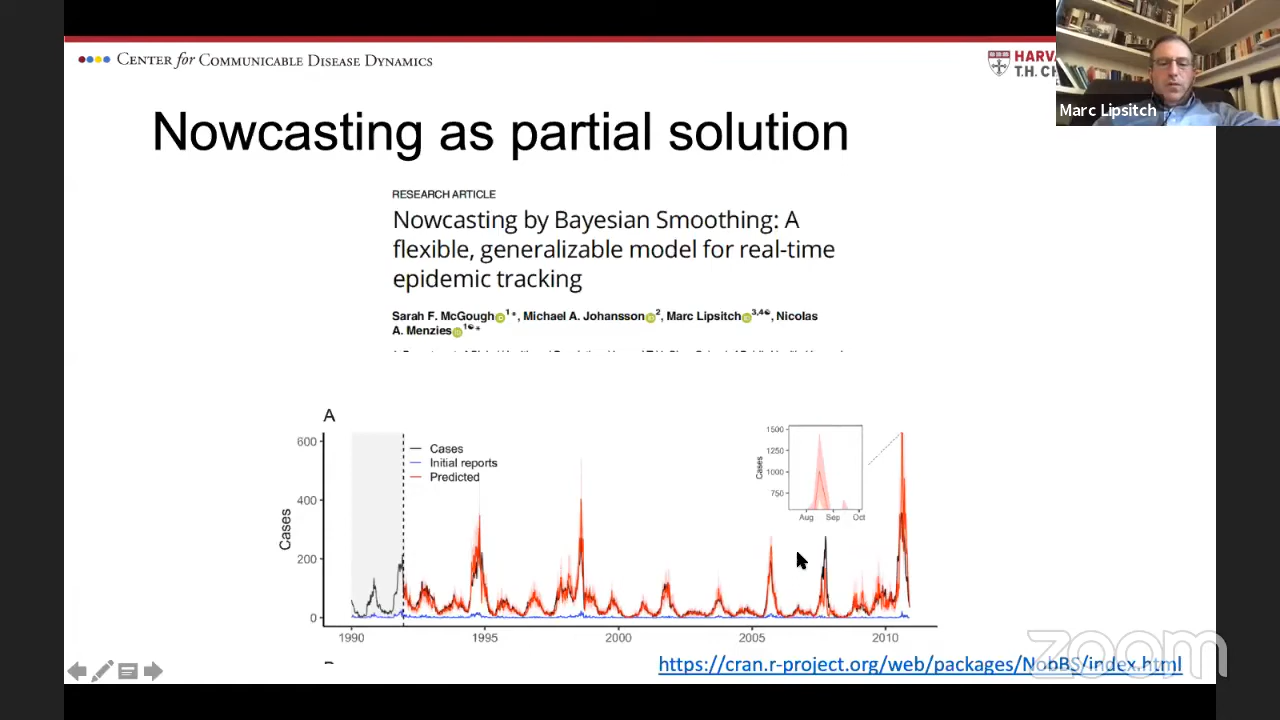 CENTER for COMMUNICABLE DISEASE DYNAMICS
HARV
T.H. CH
Marc Lipsitch
Nowcasting as partial solution
RESEARCH ARTICLE
Nowcasting by Bayesian Smoothing: A
flexible, generalizable model for real-time
epidemic tracking
Sarah F. McGough 1*, Michael A. Johansson 2, Marc Lipsitch 3,4, Nicolas
A. Menzies 1*
A
600
400
200
0
Cases
Cases
Initial reports
Predicted
1500
1250
1000
750
Cases
Aug Sep Oct
1990 1995 2000 2005 2010
https://cran.r-project.org/web/packages/NobBS/index.html
zoom